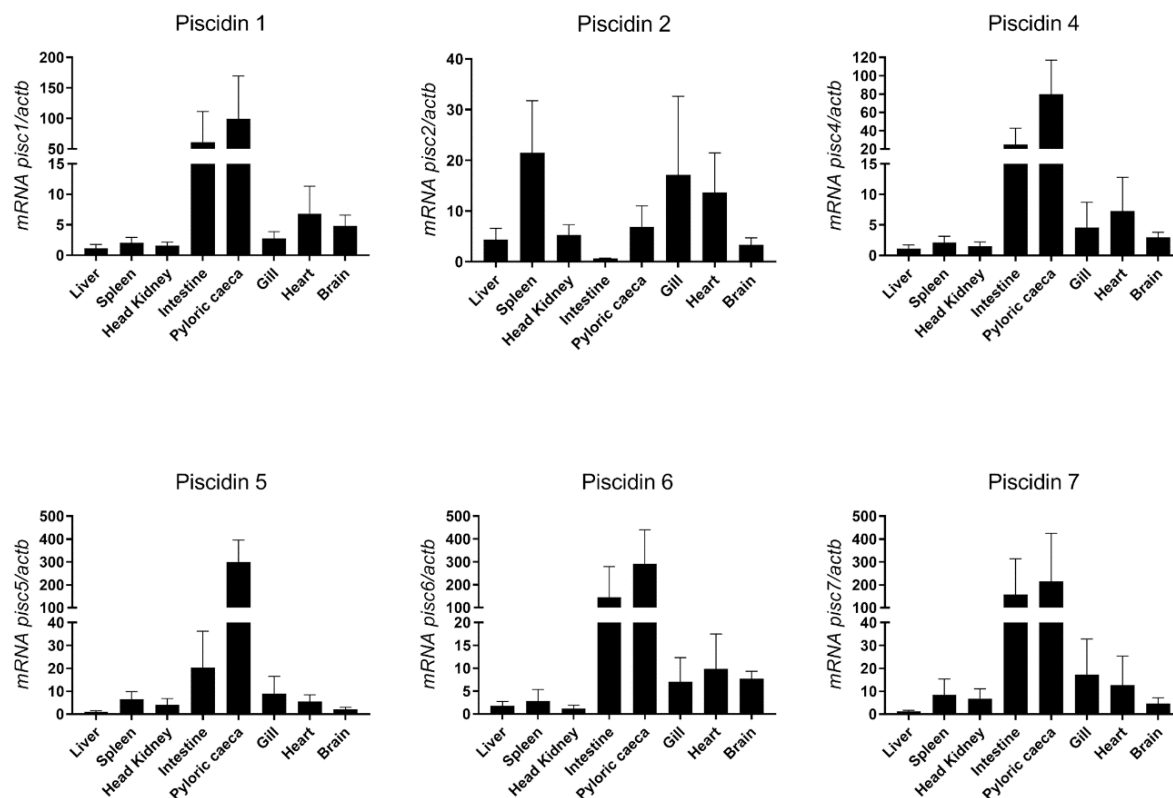 Piscidin 1
mRNA pisc1/actb
200
150
100
50
15
10
5
0
Liver
Spleen
Head Kidney
Intestine
Pyloric caeca
Gill
Heart
Brain
Piscidin 2
mRNA pisc2/actb
40
30
20
10
0
Liver
Spleen
Head Kidney
Intestine
Pyloric caeca
Gill
Heart
Brain
Piscidin 4
mRNA pisc4/actb
120
100
80
60
40
20
15
10
5
0
Liver
Spleen
Head Kidney
Intestine
Pyloric caeca
Gill
Heart
Brain
Piscidin 5
mRNA pisc5/actb
500
400
300
200
100
40
30
20
10
0
Liver
Spleen
Head Kidney
Intestine
Pyloric caeca
Gill
Heart
Brain
Piscidin 6
mRNA pisc6/actb
500
400
300
200
100
20
15
10
5
0
Liver
Spleen
Head Kidney
Intestine
Pyloric caeca
Gill
Heart
Brain
Piscidin 7
mRNA pisc7/actb
500
400
300
200
100
40
30
20
10
0
Liver
Spleen
Head Kidney
Intestine
Pyloric caeca
Gill
Heart
Brain